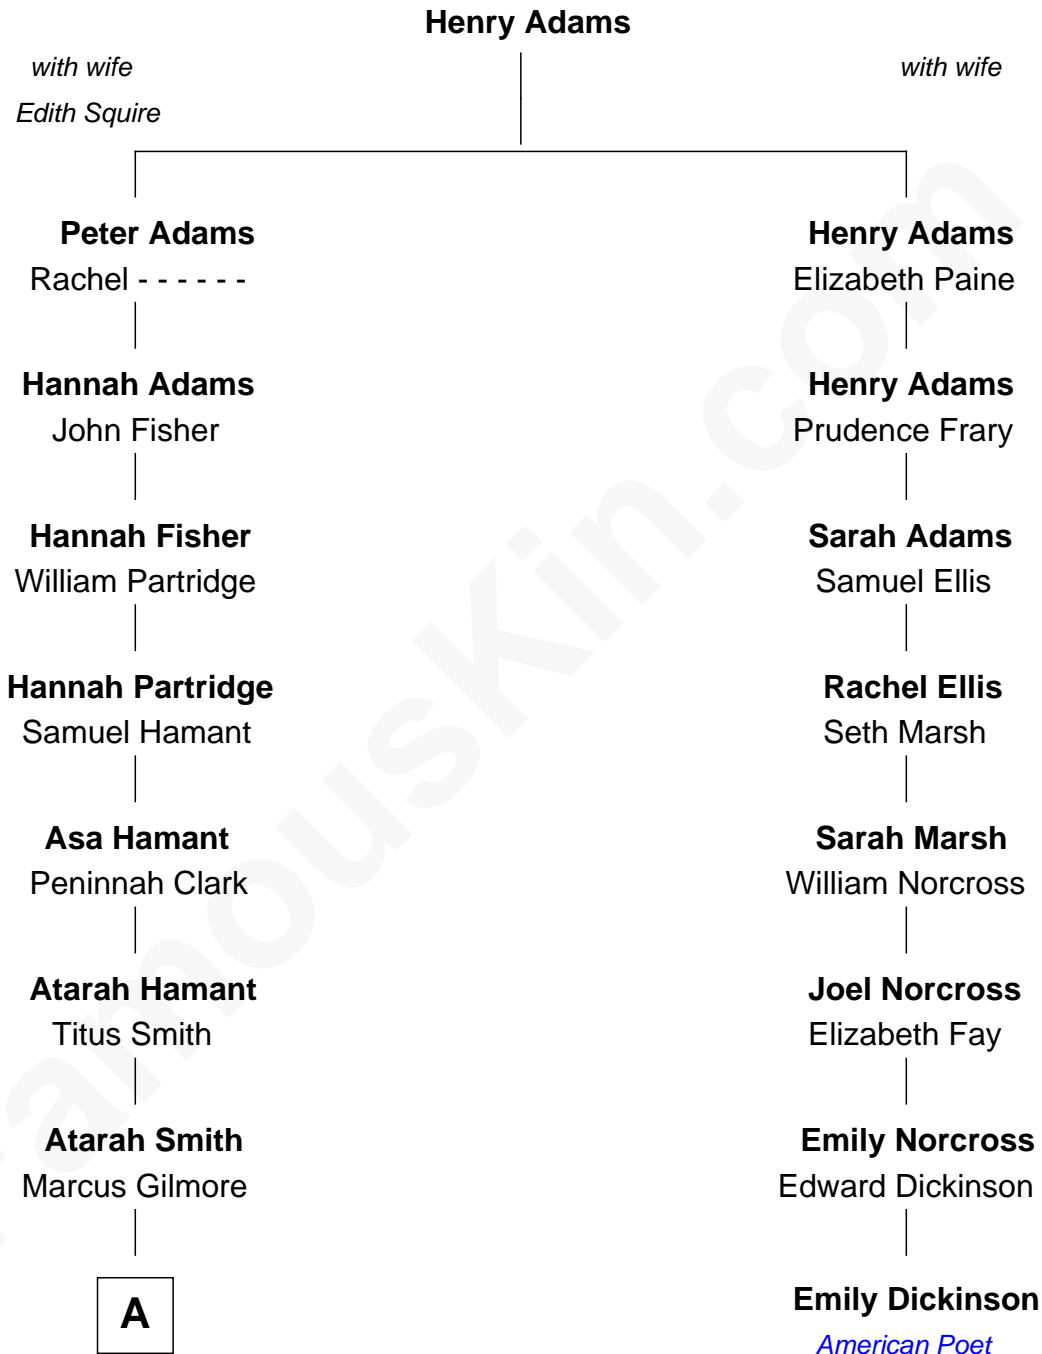 Henry Adams
with wife
with wife
Edith Squire
Peter Adams
Henry Adams
Rachel - - - - - -
Elizabeth Paine
Hannah Adams
Henry Adams
John Fisher
Prudence Frary
Hannah Fisher
Sarah Adams
William Partridge
Samuel Ellis
Hannah Partridge
Rachel Ellis
Samuel Hamant
Seth Marsh
Asa Hamant
Sarah Marsh
Peninnah Clark
William Norcross
Atarah Hamant
Joel Norcross
Titus Smith
Elizabeth Fay
Atarah Smith
Emily Norcross
Marcus Gilmore
Edward Dickinson
A
Emily Dickinson
American Poet
FamousKin.com